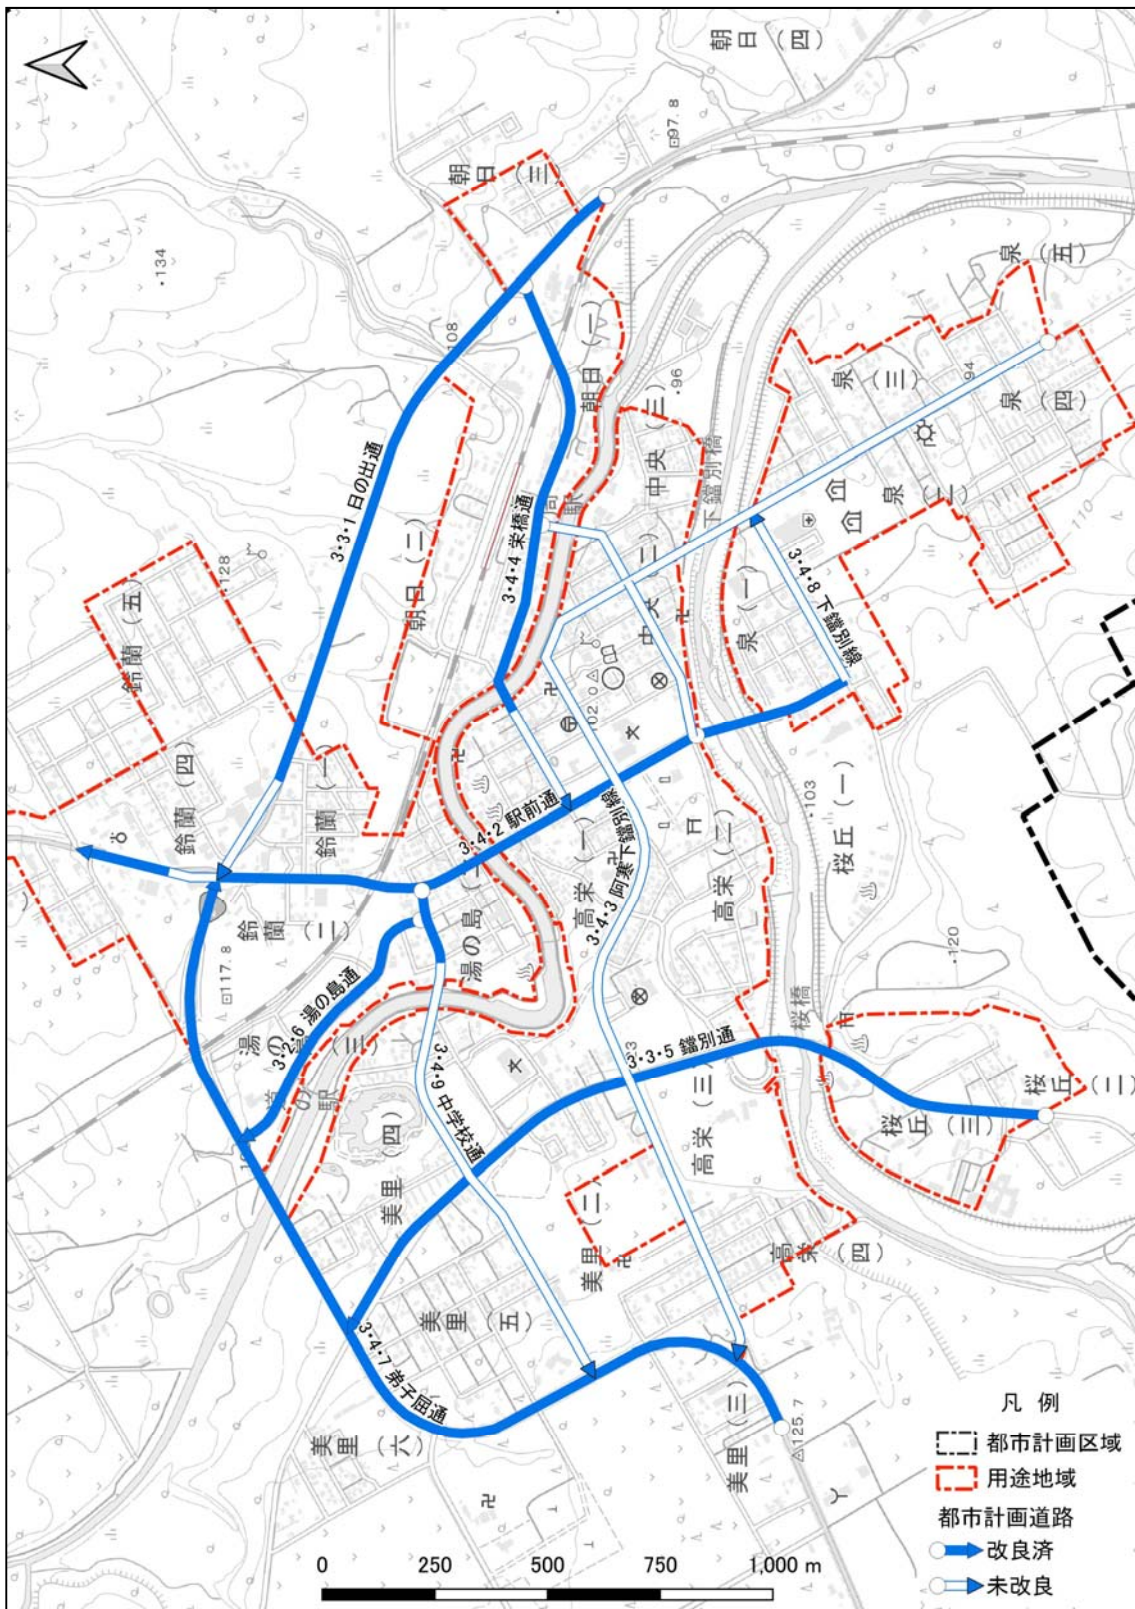 朝日(四)
朝日(三)
97.8
134
108
3・3・1 日の出通
128
鈴蘭(五)
朝日(二)
朝日(一)
3・4・4 栄橋通
鈴蘭(四)
鈴蘭(一)
鈴蘭(二)
117.8
中央(三)
96
下鐺別橋
中央(二)
泉(五)
泉(三)
94
泉(四)
泉(二)
110
泉(一)
3・4・8 下鐺別線
102.0
3・4・2 駅前通
高栄(一)
3・4・3 阿寒下鐺別線
高栄(二)
103
桜丘(一)
120
湯の島
3・2・6 湯の島通
道の駅
3・4・6 中学校通
3・3・5 鐺別通
桜橋
桜丘(二)
桜丘(三)
美里(四)
高栄(三)
美里(二)
高栄(四)
美里(五)
3・4・7 弟子屈通
美里(六)
美里(三)
125.7
凡 例
都市計画区域
用途地域
都市計画道路
改良済
未改良
0 250 500 750 1,000 m